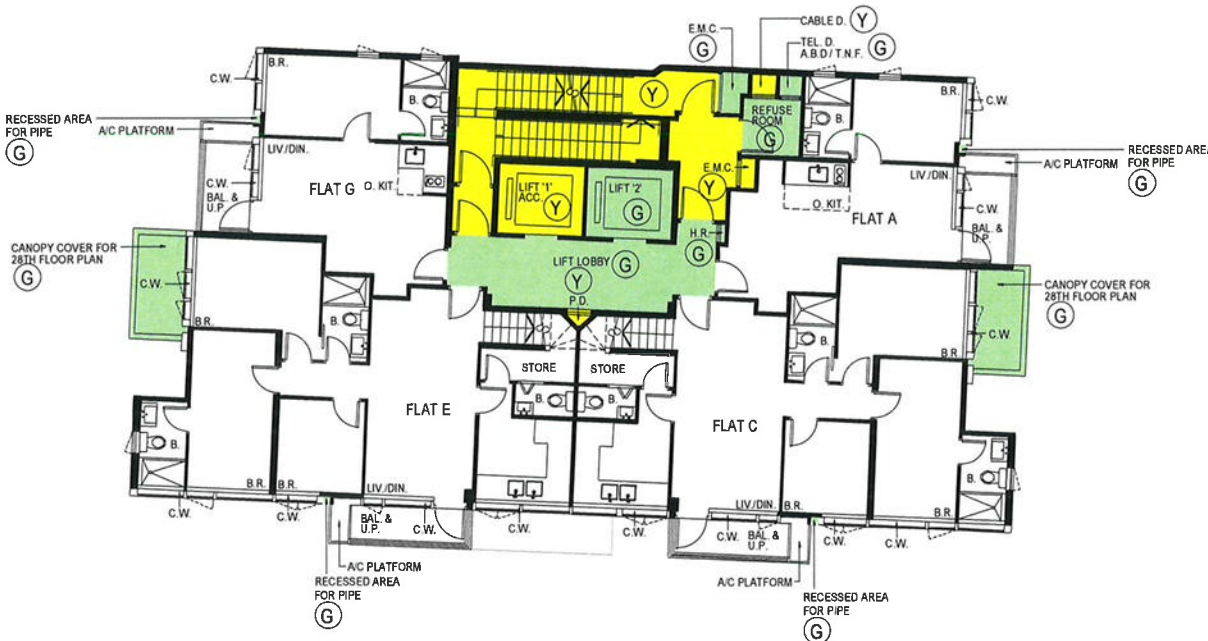 CABLE D. Y
E.M.C.
G
TEL. D.
A.B.D / T.N.F. G
B.R.
C.W.
B.
Y
REFUSE
ROOM
G
B.
B.R.
C.W.
RECESSED AREA
FOR PIPE
G
A/C PLATFORM
LIV./DIN.
FLAT G
O. KIT.
C.W.
BAL. &
U.P.
LIFT '1'
ACC.
Y
LIFT '2'
G
E.M.C.
Y
O. KIT.
FLAT A
LIV./DIN.
C.W.
BAL. &
U.P.
A/C PLATFORM
RECESSED AREA
FOR PIPE
G
H.R.
G
LIFT LOBBY
G
Y
P.D.
CANOPY COVER FOR
28TH FLOOR PLAN
G
C.W.
B.R.
B.
CANOPY COVER FOR
28TH FLOOR PLAN
G
C.W.
B.R.
B.
STORE
STORE
B.
B.
FLAT E
FLAT C
B.
B.
B.R.
B.R.
LIV./DIN.
LIV./DIN.
B.R.
B.R.
C.W.
C.W.
BAL. &
U.P.
C.W.
C.W.
C.W.
C.W.
BAL. &
U.P.
C.W.
C.W.
A/C PLATFORM
RECESSED AREA
FOR PIPE
G
A/C PLATFORM
RECESSED AREA
FOR PIPE
G